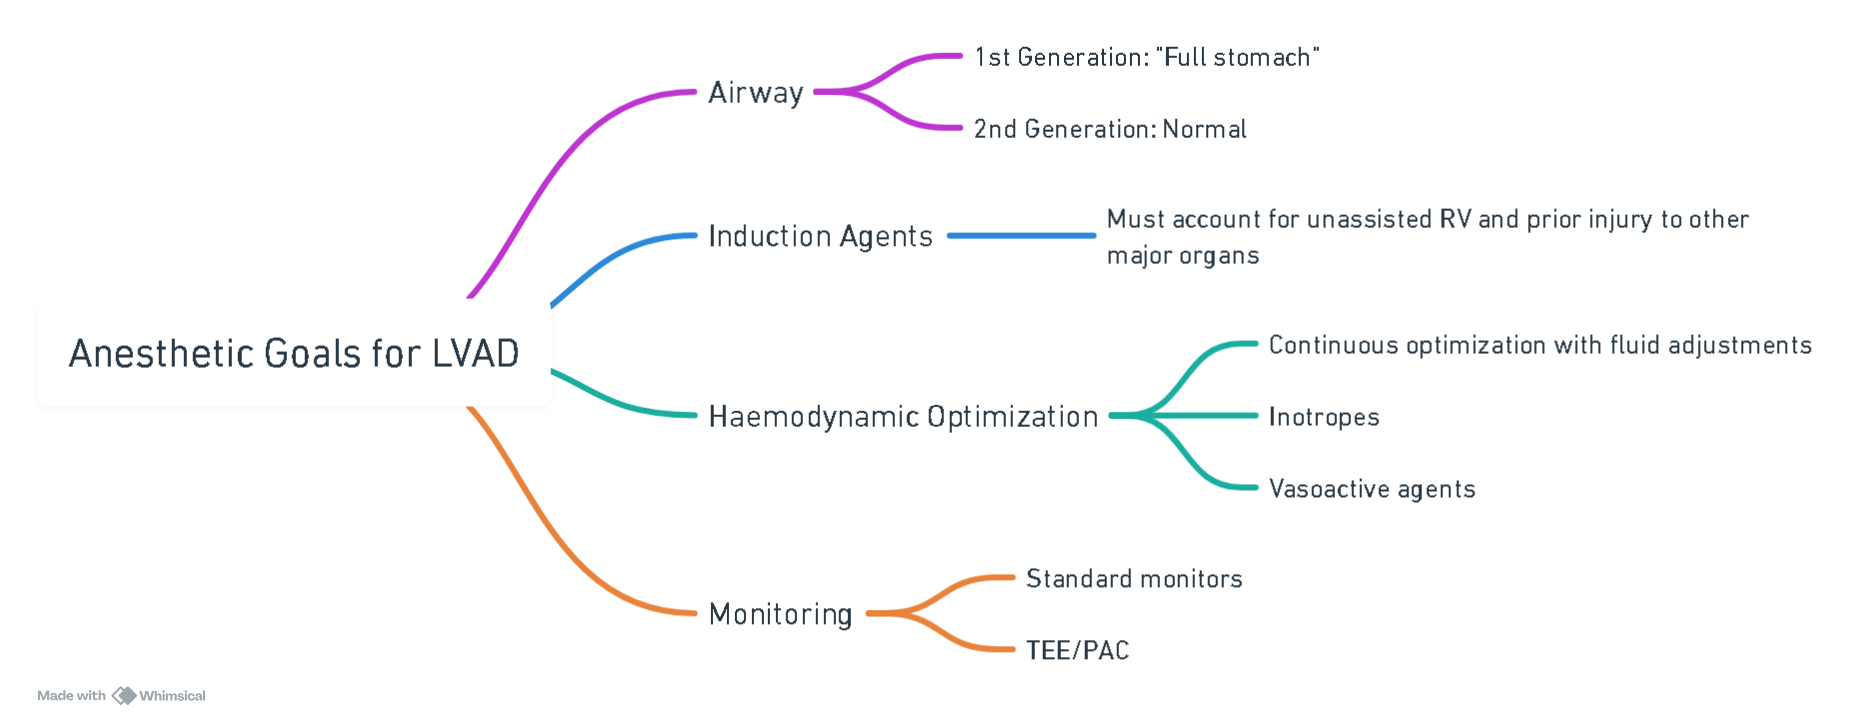 Airway
1st Generation: "Full stomach"
2nd Generation: Normal
Induction Agents
Must account for unassisted RV and prior injury to other
major organs
Anesthetic Goals for LVAD
Haemodynamic Optimization
Continuous optimization with fluid adjustments
Inotropes
Vasoactive agents
Monitoring
Standard monitors
TEE/PAC
Made with Whimsical